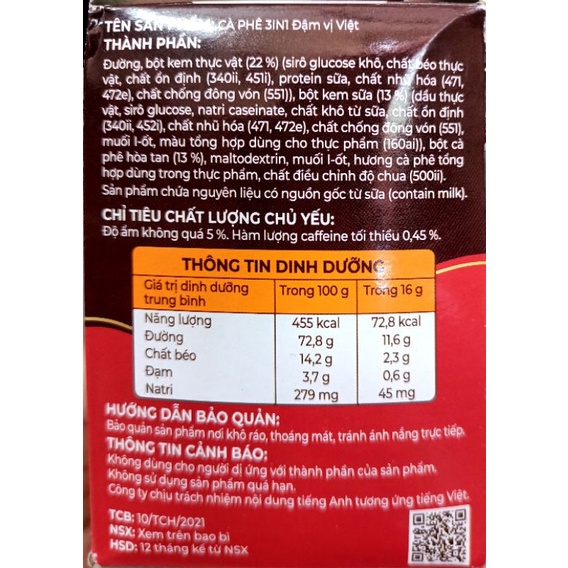 TÊN SẢN PHẨM: CÀ PHÊ 3IN1 Đậm vị Việt
THÀNH PHẦN:
Đường, bột kem thực vật (22 %) (sirô glucose khô, chất béo thực
vật, chất ổn định (340ii, 451i), protein sữa, chất nhũ hóa (471,
472e), chất chống đông vón (551)), bột kem sữa (13 %) (dầu thực
vật, sirô glucose, natri caseinate, chất khô từ sữa, chất ổn định
(340ii, 452i), chất nhũ hóa (471, 472e), chất chống đông vón (551),
muối I-ốt, màu tổng hợp dùng cho thực phẩm (160ai)), bột cà
phê hòa tan (13 %), maltodextrin, muối I-ốt, hương cà phê tổng
hợp dùng trong thực phẩm, chất điều chỉnh độ chua (500ii).
Sản phẩm chứa nguyên liệu có nguồn gốc từ sữa (contain milk).
CHỈ TIÊU CHẤT LƯỢNG CHỦ YẾU:
Độ ẩm không quá 5 %. Hàm lượng caffeine tối thiểu 0,45 %.
THÔNG TIN DINH DƯỠNG
Giá trị dinh dưỡng trung bình Trong 100 g Trong 16 g
Năng lượng 455 kcal 72,8 kcal
Đường 72,8 g 11,6 g
Chất béo 14,2 g 2,3 g
Đạm 3,7 g 0,6 g
Natri 279 mg 45 mg
HƯỚNG DẪN BẢO QUẢN:
Bảo quản sản phẩm nơi khô ráo, thoáng mát, tránh ánh nắng trực tiếp.
THÔNG TIN CẢNH BÁO:
Không dùng cho người dị ứng với thành phần của sản phẩm.
Không sử dụng sản phẩm quá hạn.
Công ty chịu trách nhiệm nội dung tiếng Anh tương ứng tiếng Việt.
TCB: 10/TCH/2021
NSX: Xem trên bao bì
HSD: 12 tháng kể từ NSX